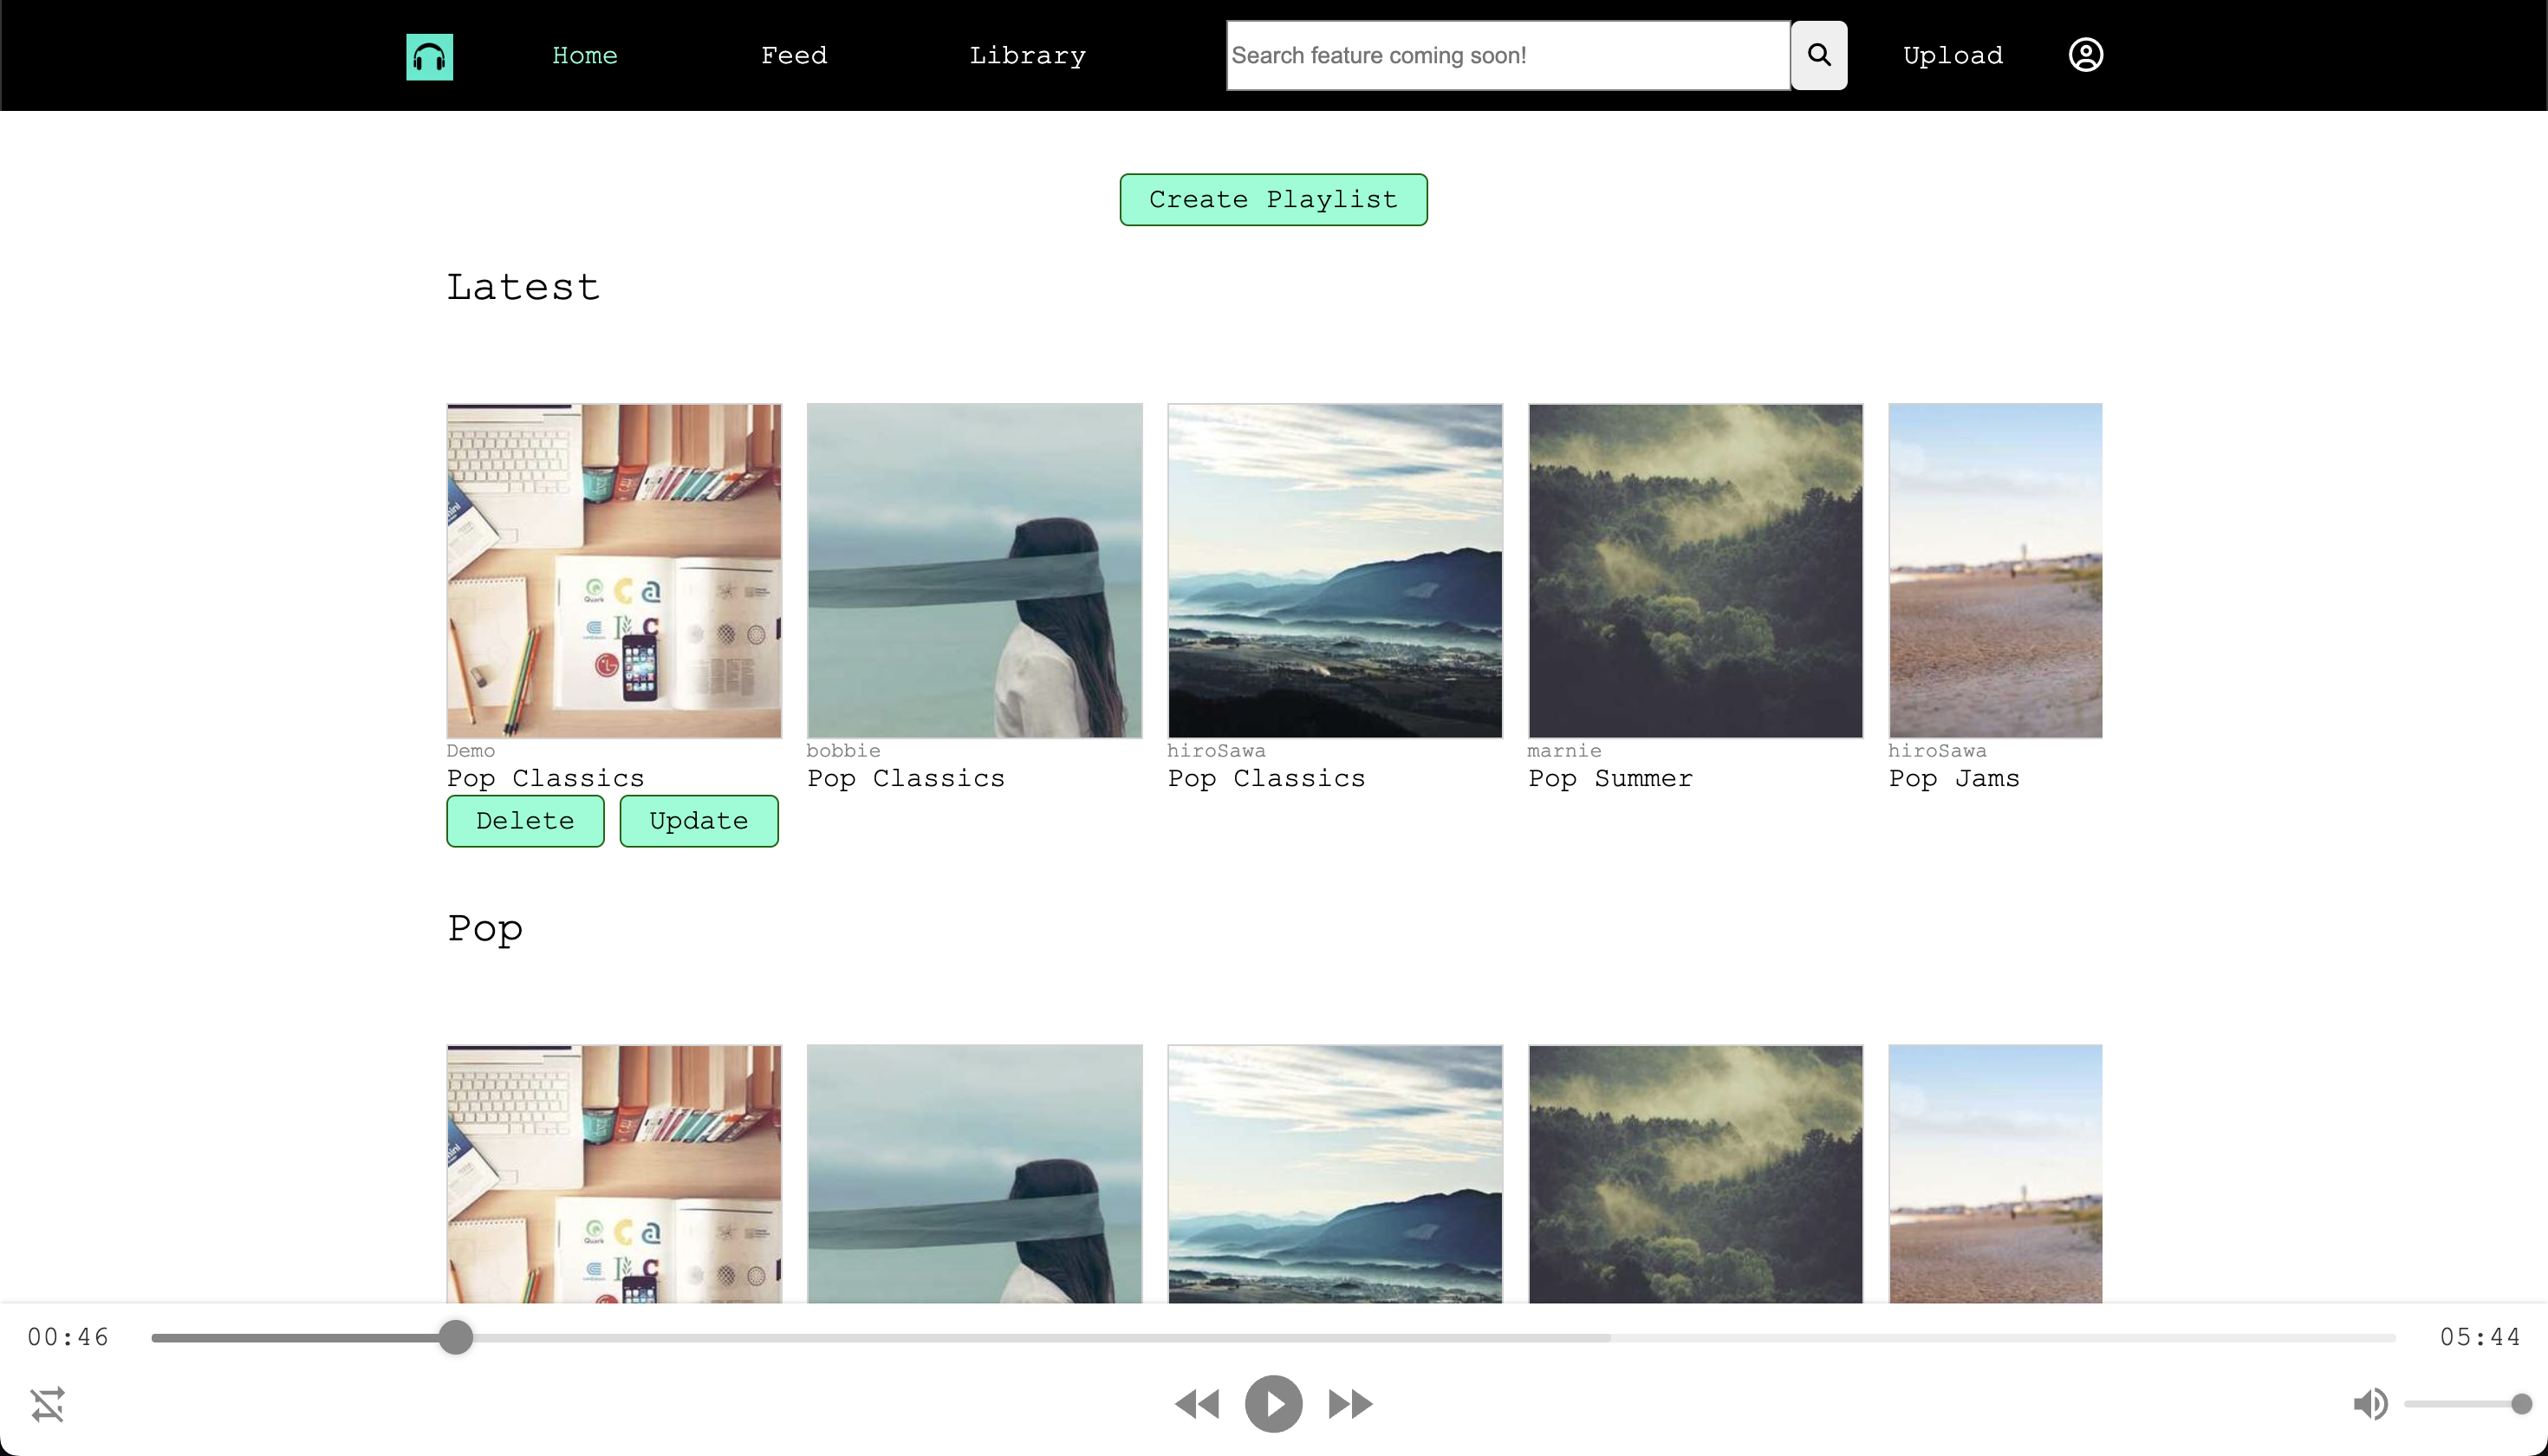 Home Feed Library Search feature coming soon! Upload
Create Playlist
Latest
Demo
Pop Classics
Delete Update
bobbie
Pop Classics
hiroSawa
Pop Classics
marnie
Pop Summer
hiroSawa
Pop Jams
Pop
00:46 05:44